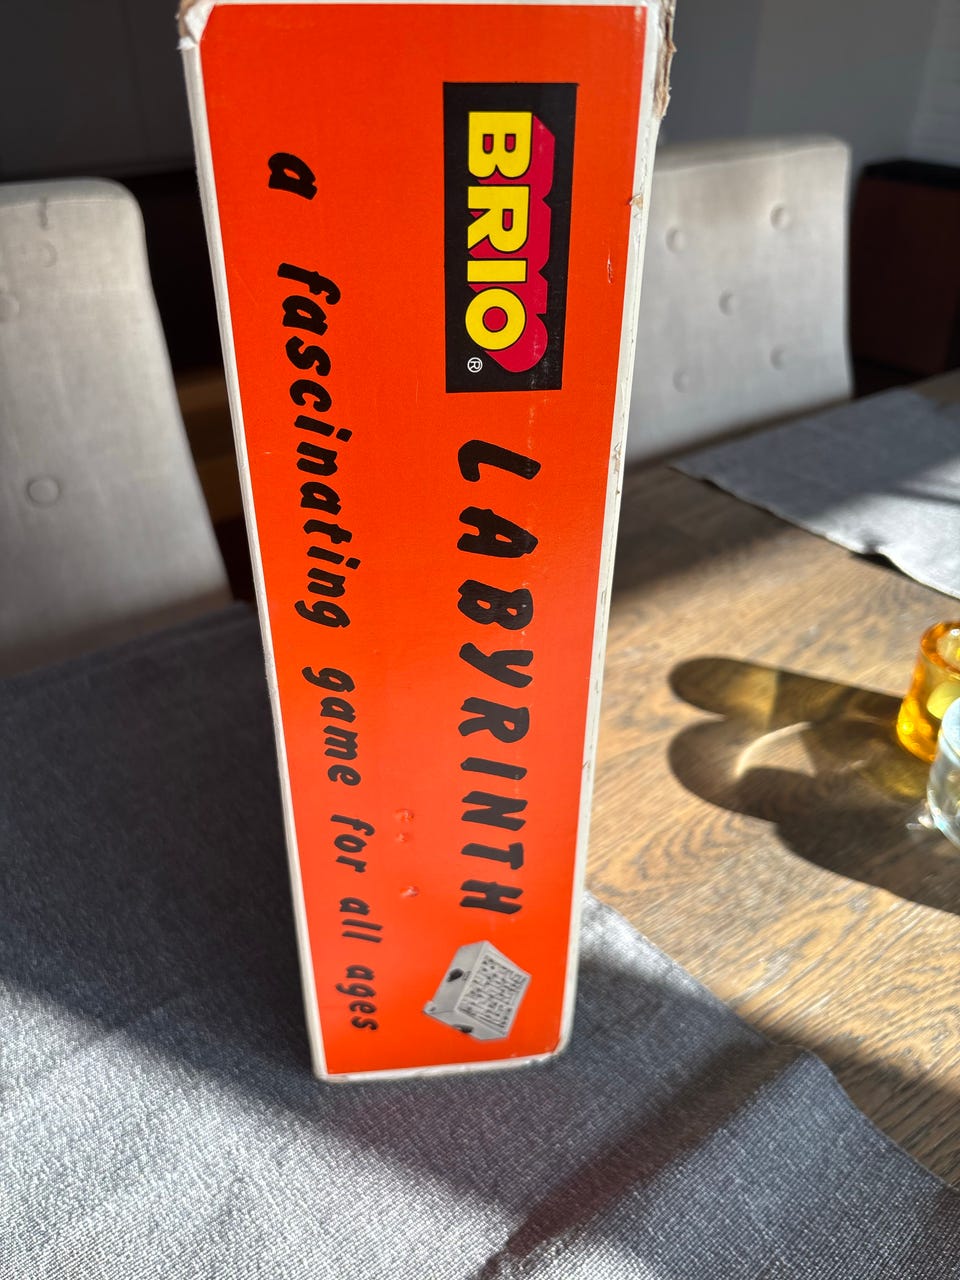 BRIO®
LABYRINTH
a fascinating game for all ages